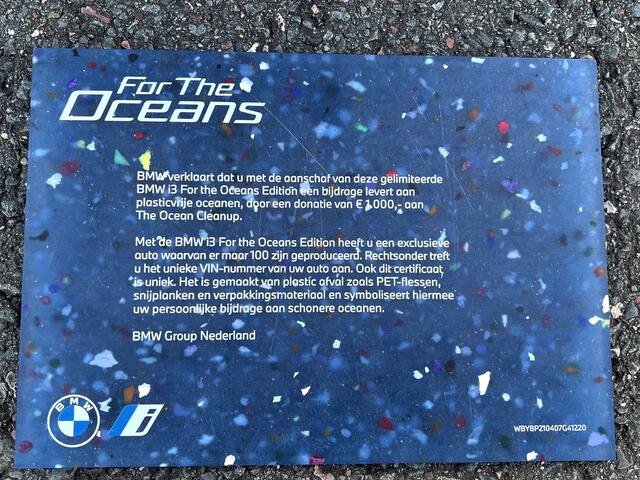 For The
Oceans
BMW verklaart dat u met de aanschaf van deze gelimiteerde
BMW i3 For the Oceans Edition een bijdrage levert aan
plasticvrije oceanen, door een donatie van € 1.000,- aan
The Ocean Cleanup.
Met de BMW i3 For the Oceans Edition heeft u een exclusieve
auto waarvan er maar 100 zijn geproduceerd. Rechtsonder treft
u het unieke VIN-nummer van uw auto aan. Ook dit certificaat
is uniek. Het is gemaakt van plastic afval zoals PET-flessen,
snijplanken en verpakkingsmateriaal en symboliseert hiermee
uw persoonlijke bijdrage aan schonere oceanen.
BMW Group Nederland
BMW
i
WBY8P210407G41220